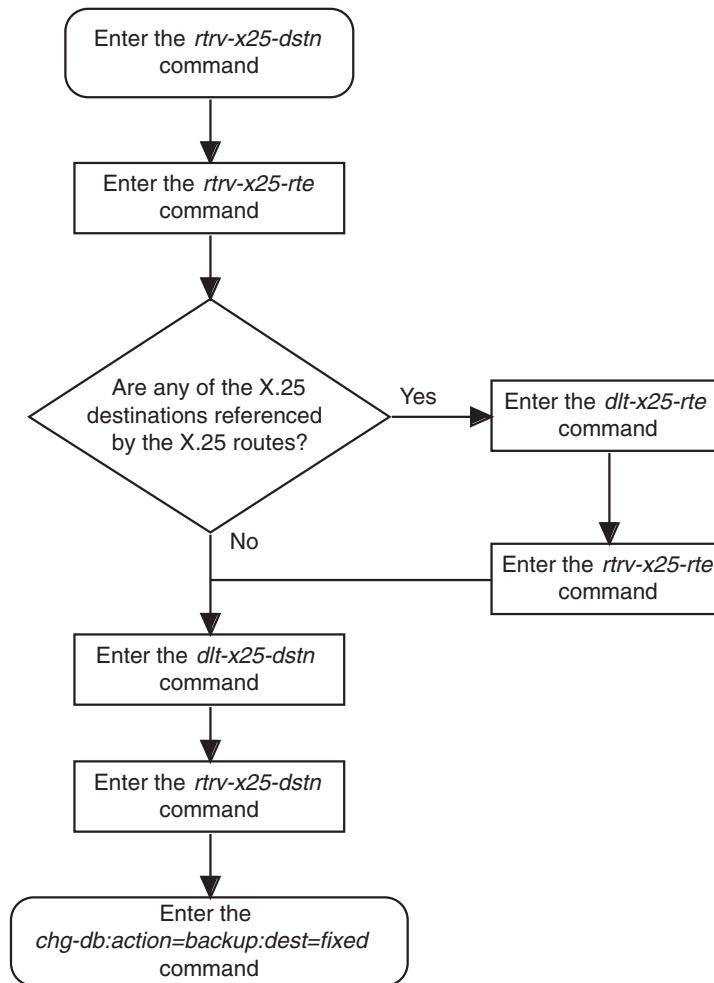 Enter the rtrv-x25-dstn
command
Enter the rtrv-x25-rte
command
Are any of the X.25
destinations referenced
by the X.25 routes?
Yes
Enter the dlt-x25-rte
command
Enter the rtrv-x25-rte
command
No
Enter the dlt-x25-dstn
command
Enter the rtrv-x25-dstn
command
Enter the
chg-db:action=backup:dest=fixed
command